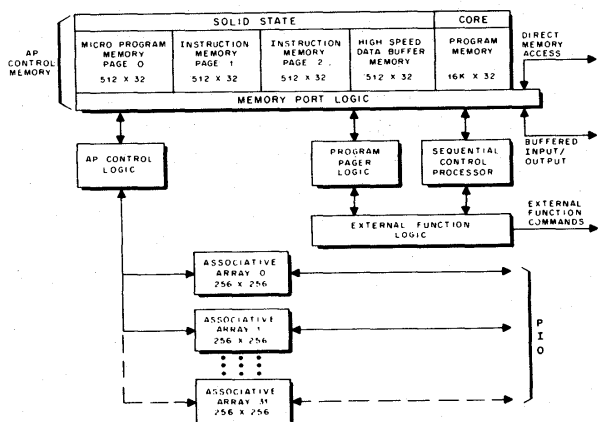 AP
CONTROL
MEMORY
SOLID STATE
CORE
MICRO PROGRAM
MEMORY
PAGE 0
512 X 32
INSTRUCTION
MEMORY
PAGE 1
512 X 32
INSTRUCTION
MEMORY
PAGE 2
512 X 32
HIGH SPEED
DATA BUFFER
MEMORY
512 X 32
PROGRAM
MEMORY
16K X 32
DIRECT
MEMORY
ACCESS
MEMORY PORT LOGIC
BUFFERED
INPUT/
OUTPUT
AP CONTROL
LOGIC
PROGRAM
PAGER
LOGIC
SEQUENTIAL
CONTROL
PROCESSOR
EXTERNAL
FUNCTION
COMMANDS
EXTERNAL FUNCTION
LOGIC
ASSOCIATIVE
ARRAY 0
256 X 256
ASSOCIATIVE
ARRAY 1
256 X 256
ASSOCIATIVE
ARRAY 31
256 X 256
PIO